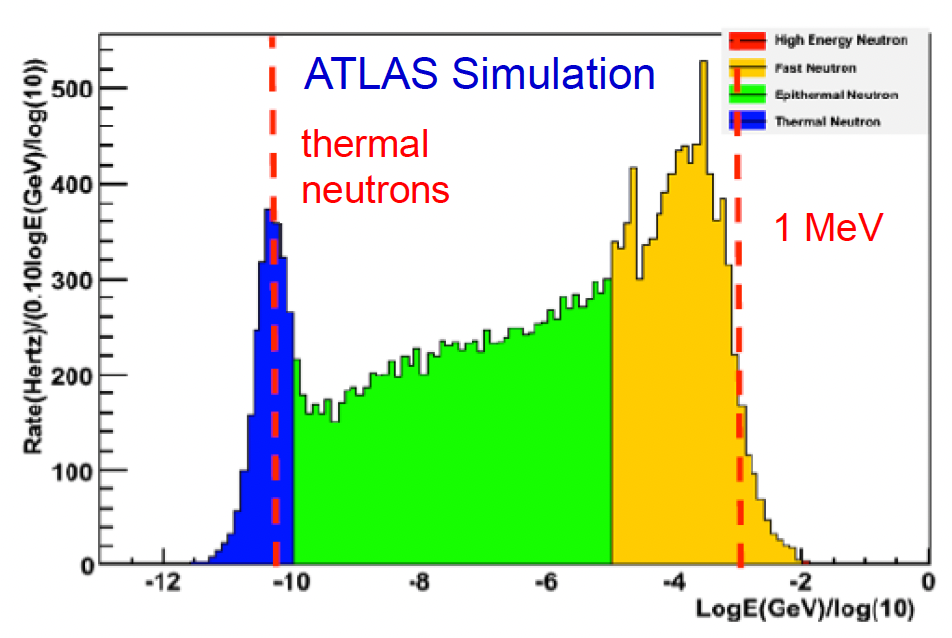 ATLAS Simulation
thermal
neutrons
1 MeV
High Energy Neutron
Fast Neutron
Epithermal Neutron
Thermal Neutron
Rate(Hertz)/(0.10logE(GeV)/log(10))
500
400
300
200
100
0
-12 -10 -8 -6 -4 -2 0
LogE(GeV)/log(10)